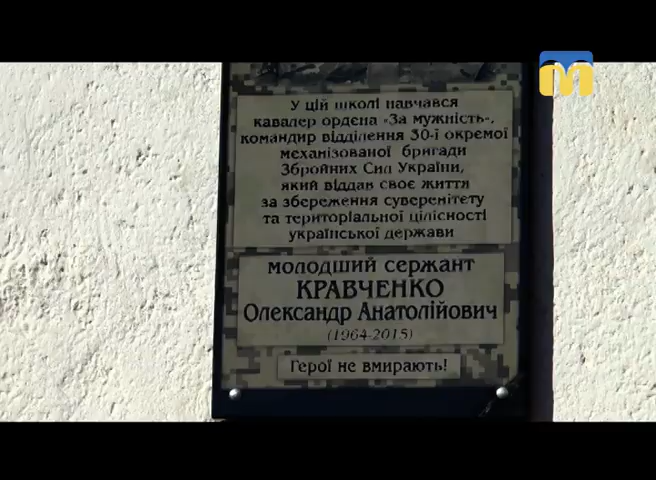 У цій школі навчався
кавалер ордена «За мужність»,
командир відділення 30-ї окремої
механізованої бригади
Збройних Сил України,
який віддав своє життя
за збереження суверенітету
та територіальної цілісності
української держави
молодший сержант
КРАВЧЕНКО
Олександр Анатолійович
(1964-2015)
Герої не вмирають!